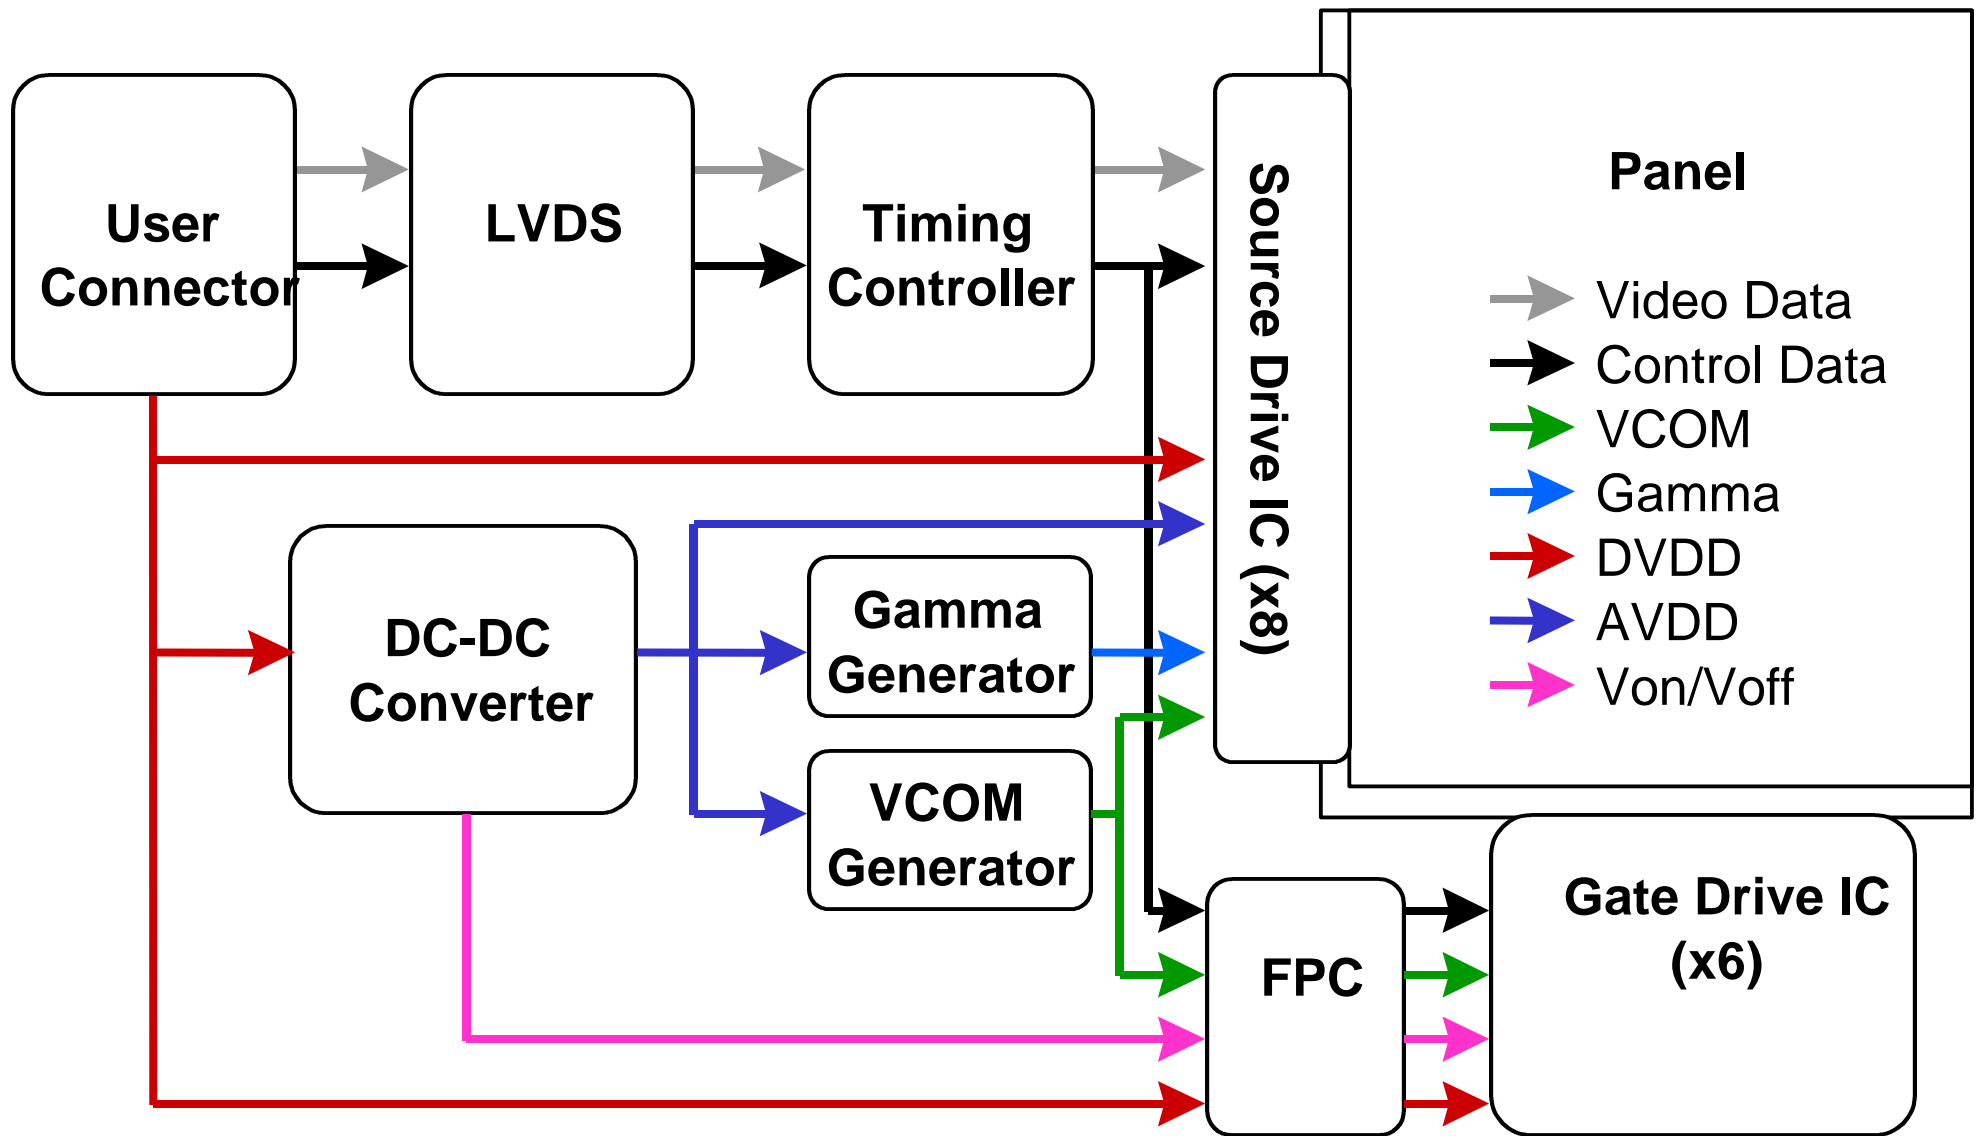 User
Connector
LVDS
Timing
Controller
Source Drive IC (x8)
Panel
Video Data
Control Data
VCOM
Gamma
DVDD
AVDD
Von/Voff
DC-DC
Converter
Gamma
Generator
VCOM
Generator
FPC
Gate Drive IC
(x6)